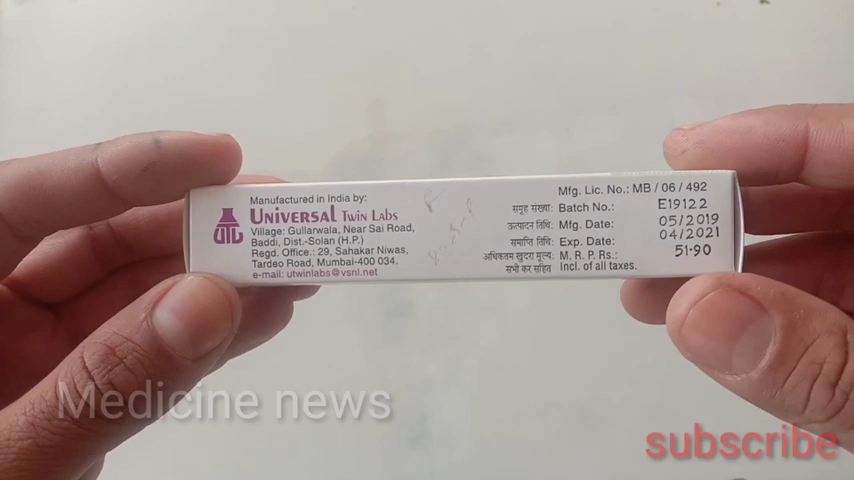 Manufactured in India by:
UNIVERSAL TWIN LABS
Village: Gullarwala, Near Sai Road,
Baddi, Dist.-Solan (H.P.)
Regd. Office.: 29, Sahakar Niwas,
Tardeo Road, Mumbai-400 034.
e-mail: utwinlabs@vsnl.net
UTL
Mfg. Lic. No.: MB / 06 / 492
समूह संख्या: Batch No.: E19122
उत्पादन तिथि: Mfg. Date: 05/2019
समाप्ति तिथि: Exp. Date: 04/2021
अधिकतम खुदरा मूल्य: M. R. P. Rs.: 51·90
सभी कर सहित Incl. of all taxes.
Medicine news
subscribe